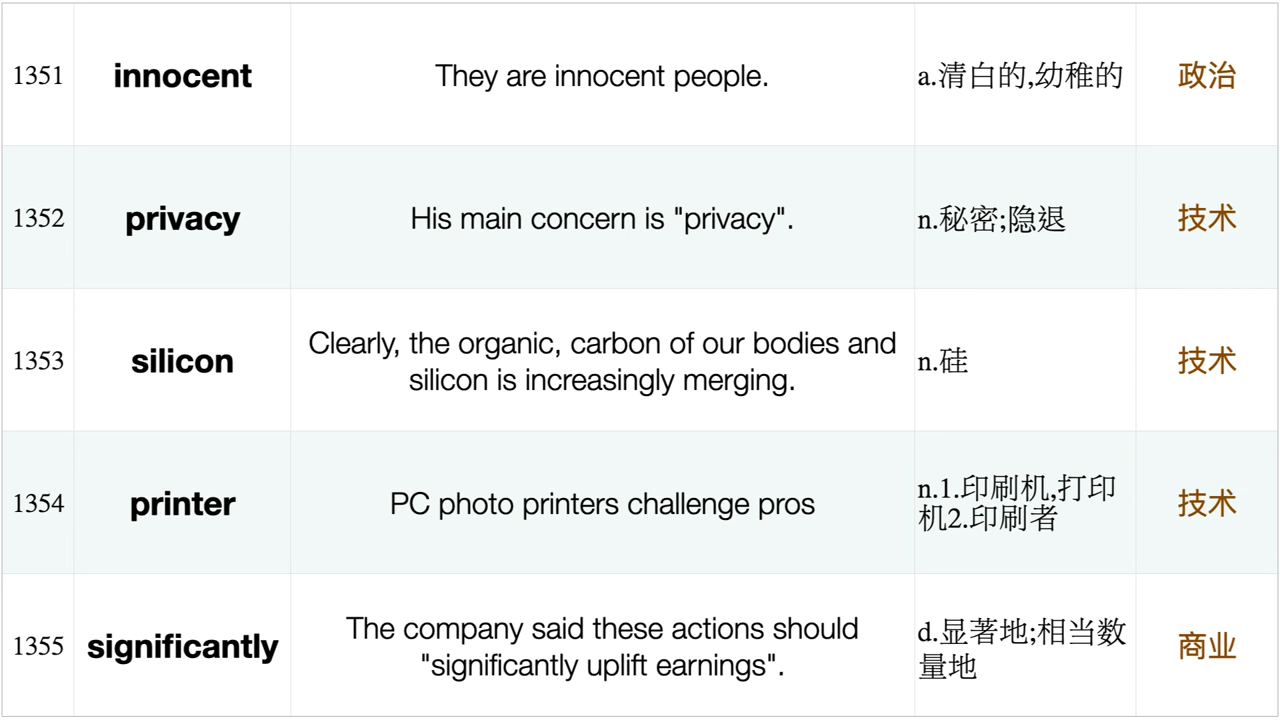 1351 innocent They are innocent people. a.清白的,幼稚的 政治
1352 privacy His main concern is "privacy". n.秘密;隐退 技术
1353 silicon Clearly, the organic, carbon of our bodies and
silicon is increasingly merging. n.硅 技术
1354 printer PC photo printers challenge pros n.1.印刷机,打印
机2.印刷者 技术
1355 significantly The company said these actions should
"significantly uplift earnings". d.显著地;相当数
量地 商业